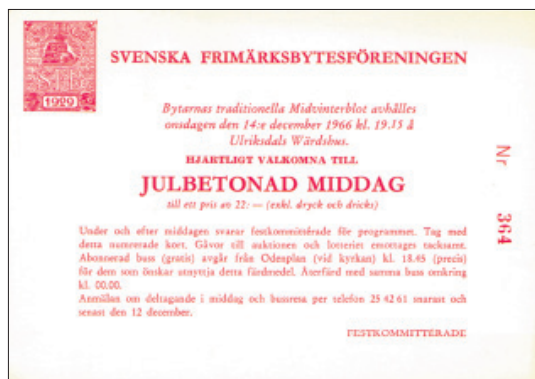 1909
SVENSKA FRIMÄRKSBYTESFÖRENINGEN
Bytarnas traditionella Midvinterblot avhålles
onsdagen den 14:e december 1966 kl. 19.15 å
Ulriksdals Wärdshus.
HJÄRTLIGT VÄLKOMNA TILL
JULBETONAD MIDDAG
till ett pris av 22: — (exkl. dryck och dricks)
Under och efter middagen svarar festkommitterade för programmet. Tag med
detta numrerade kort. Gåvor till auktionen och lotteriet emottages tacksamt.
Abonnerad buss (gratis) avgår från Odenplan (vid kyrkan) kl. 18.45 (precis)
för dem som önskar utnyttja detta färdmedel. Återfärd med samma buss omkring
kl. 00.00.
Anmälan om deltagande i middag och bussresa per telefon 25 42 61 snarast och
senast den 12 december.
FESTKOMMITTERADE
Nr 364